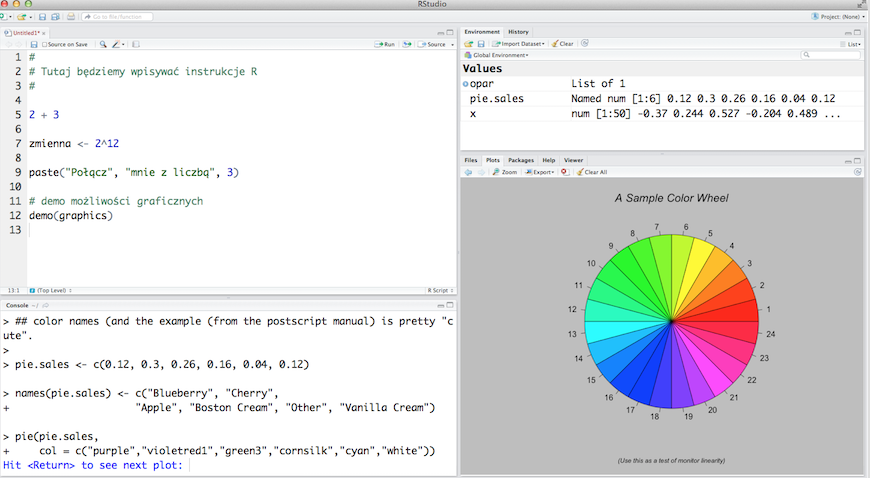 RStudio
Go to file/function
Project: (None)
Untitled1*
Source on Save
Run
Source
1 #
2 # Tutaj będziemy wpisywać instrukcje R
3 #
4
5 2 + 3
6
7 zmienna <- 2^12
8
9 paste("Połącz", "mnie z liczbą", 3)
10
11 # demo możliwości graficznych
12 demo(graphics)
13
13:1 (Top Level) R Script
Console ~/
> ## color names (and the example (from the postscript manual) is pretty "c
ute".
>
> pie.sales <- c(0.12, 0.3, 0.26, 0.16, 0.04, 0.12)
> names(pie.sales) <- c("Blueberry", "Cherry",
+ "Apple", "Boston Cream", "Other", "Vanilla Cream")
> pie(pie.sales,
+ col = c("purple","violetred1","green3","cornsilk","cyan","white"))
Hit <Return> to see next plot:
Environment History
Import Dataset Clear List
Global Environment
Values
opar List of 1
pie.sales Named num [1:6] 0.12 0.3 0.26 0.16 0.04 0.12
x num [1:50] -0.37 0.244 0.527 -0.204 0.489 ...
Files Plots Packages Help Viewer
Zoom Export Clear All
A Sample Color Wheel
1
2
3
4
5
6
7
8
9
10
11
12
13
14
15
16
17
18
19
20
21
22
23
24
(Use this as a test of monitor linearity)